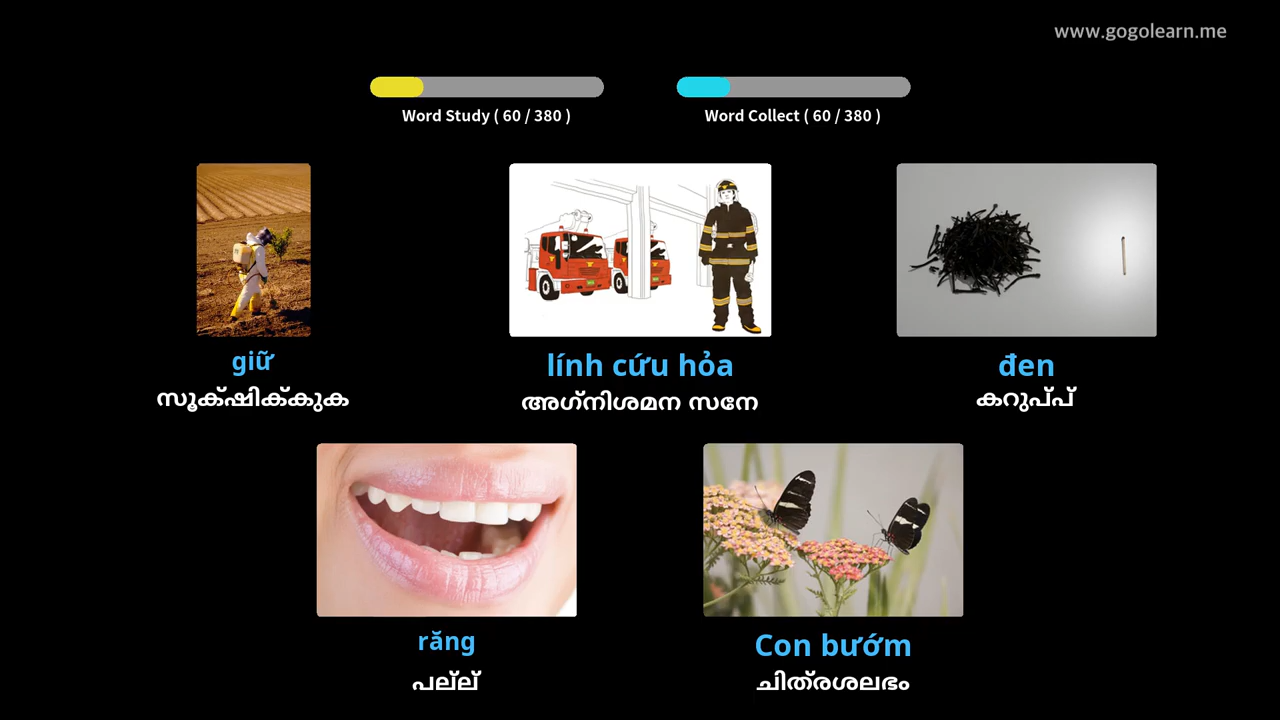 www.gogolearn.me
Word Study ( 60 / 380 )
Word Collect ( 60 / 380 )
giữ
സൂക്ഷിക്കുക
lính cứu hỏa
അഗ്നിശമന സേന
đen
കറുപ്പ്
răng
പല്ല്
Con bướm
ചിത്രശലഭം